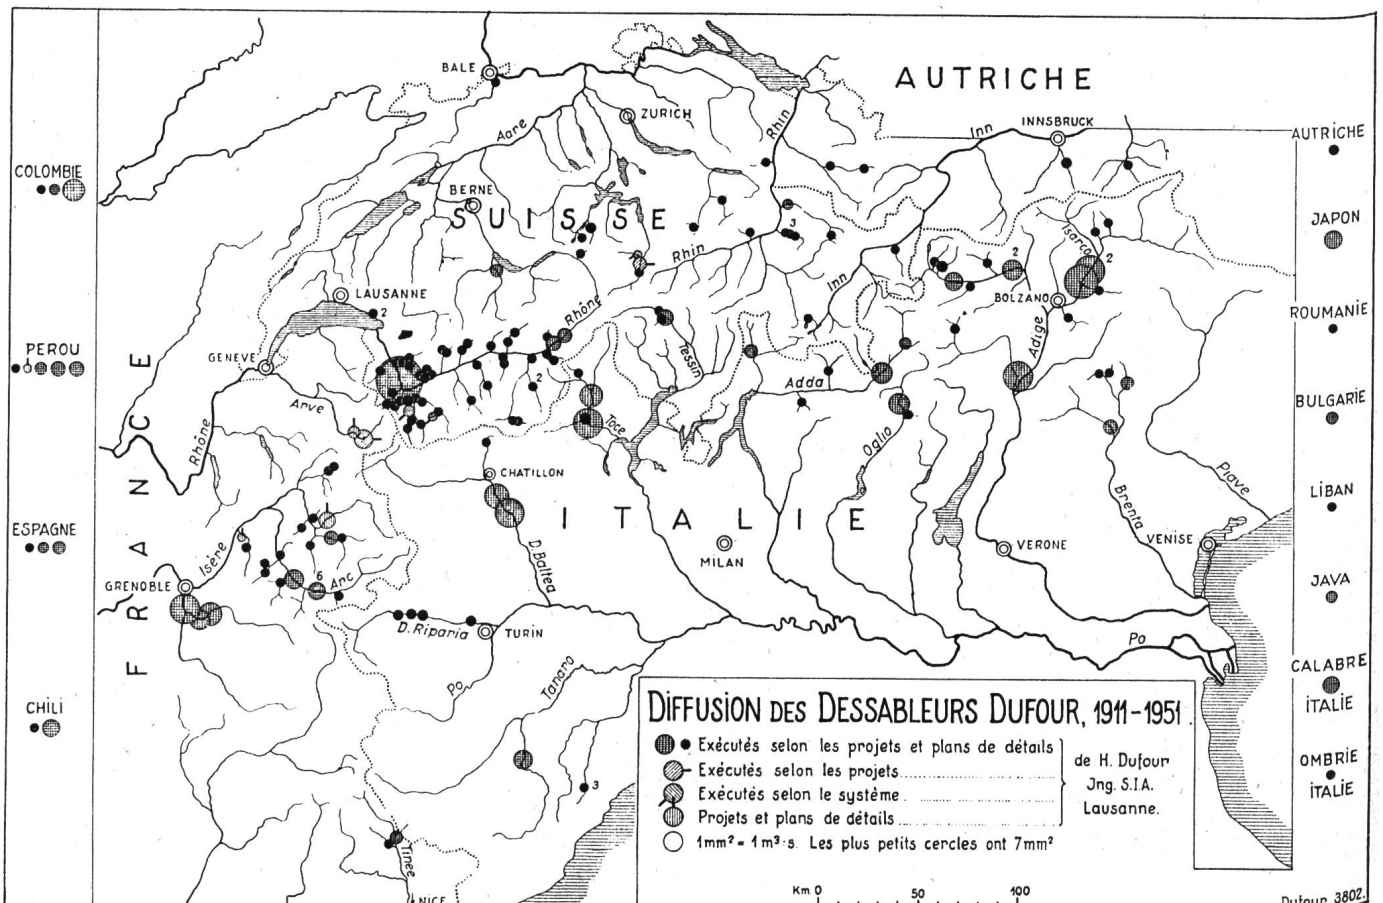 COLOMBIE
PEROU
ESPAGNE
CHILI
FRANCE
SUISSE
ITALIE
AUTRICHE
BALE
ZURICH
Aare
BERNE
Rhin
Rhin
Inn
INNSBRUCK
Inn
3
2
Isarco
2
BOLZANO
LAUSANNE
2
GENEVE
Rhône
Rhône
Arve
2
Tessin
Adda
Adige
Toce
Oglio
CHATILLON
D. Baltea
MILAN
VERONE
Brenta
Piave
VENISE
Isère
4
6
Arc
GRENOBLE
D. Riparia
TURIN
Po
Tanaro
Po
3
Tinée
NICE
AUTRICHE
JAPON
ROUMANIE
BULGARIE
LIBAN
JAVA
CALABRE
ITALIE
OMBRIE
ITALIE
DIFFUSION DES DESSABLEURS DUFOUR, 1911-1951.
Exécutés selon les projets et plans de détails
Exécutés selon les projets
Exécutés selon le système
Projets et plans de détails
de H. Dufour
Jng. S.I.A.
Lausanne.
1mm² = 1 m³:s. Les plus petits cercles ont 7mm²
Km. 0 50 100
Dufour 3802.